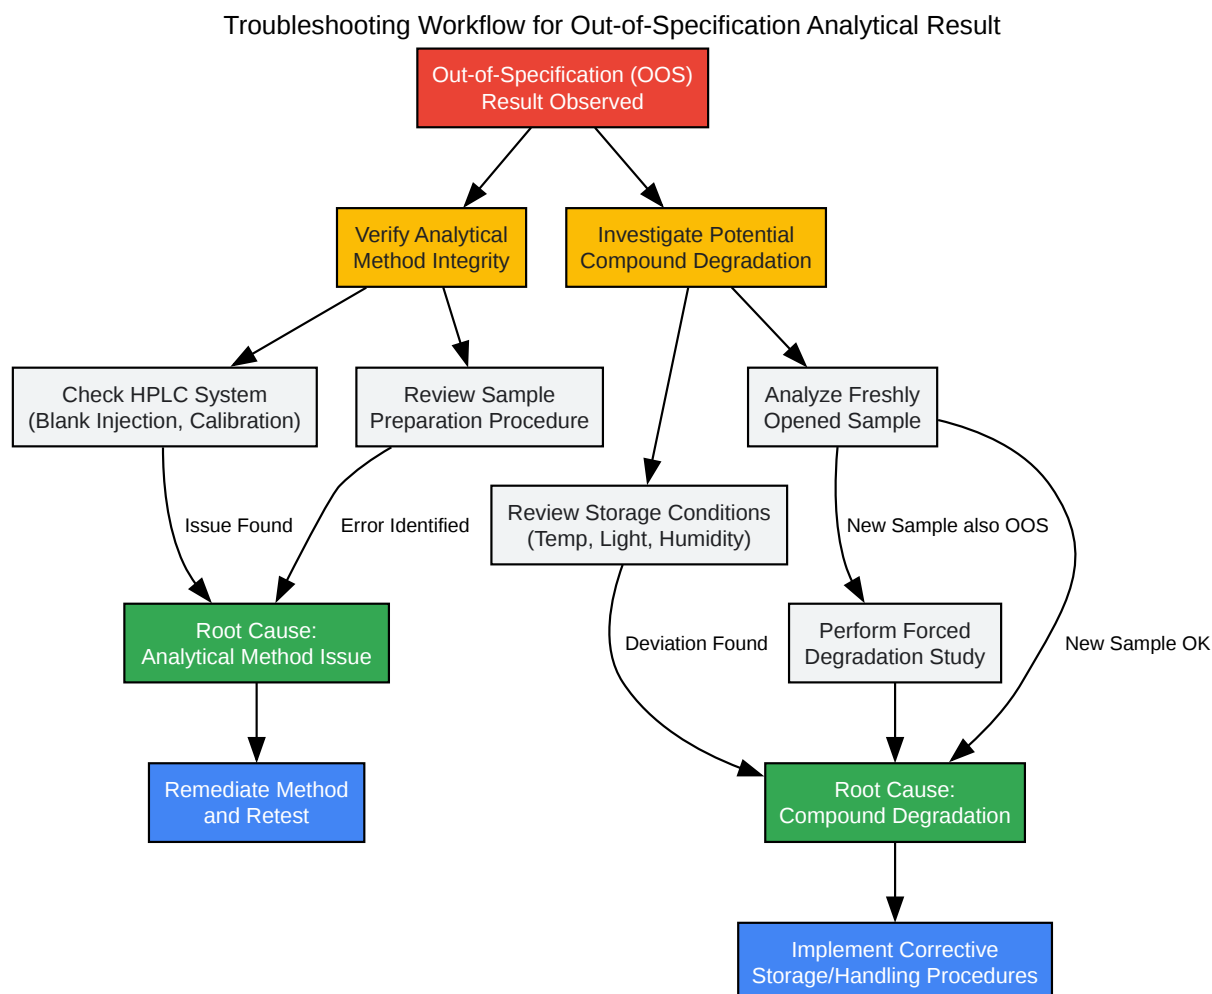 Troubleshooting Workflow for Out-of-Specification Analytical Result
Out-of-Specification (OOS)
Result Observed
Verify Analytical
Method Integrity
Investigate Potential
Compound Degradation
Check HPLC System
(Blank Injection, Calibration)
Review Sample
Preparation Procedure
Analyze Freshly
Opened Sample
Review Storage Conditions
(Temp, Light, Humidity)
Issue Found
Error Identified
New Sample also OOS
Root Cause:
Analytical Method Issue
Deviation Found
Perform Forced
Degradation Study
New Sample OK
Remediate Method
and Retest
Root Cause:
Compound Degradation
Implement Corrective
Storage/Handling Procedures